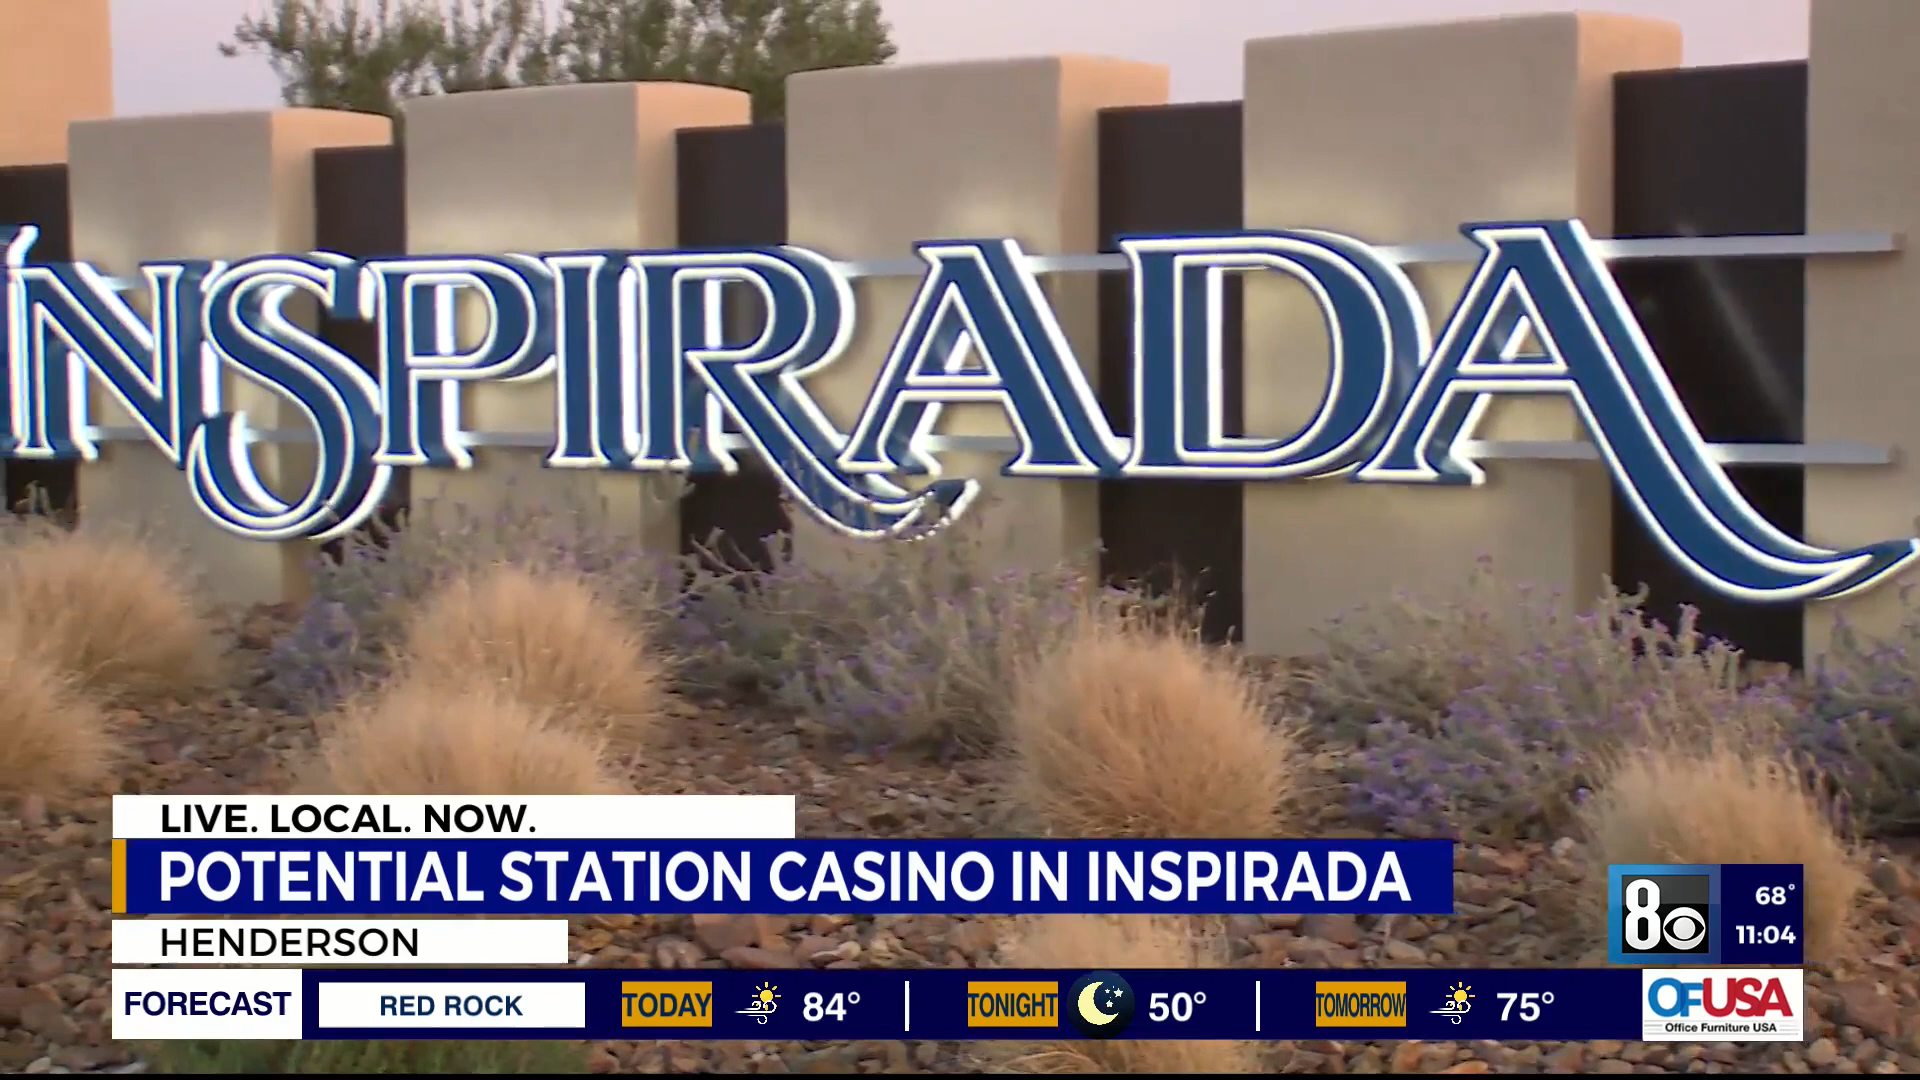 INSPIRADA
LIVE. LOCAL. NOW.
POTENTIAL STATION CASINO IN INSPIRADA
HENDERSON
8
68°
11:04
FORECAST RED ROCK TODAY 84° TONIGHT 50° TOMORROW 75°
OFUSA
Office Furniture USA